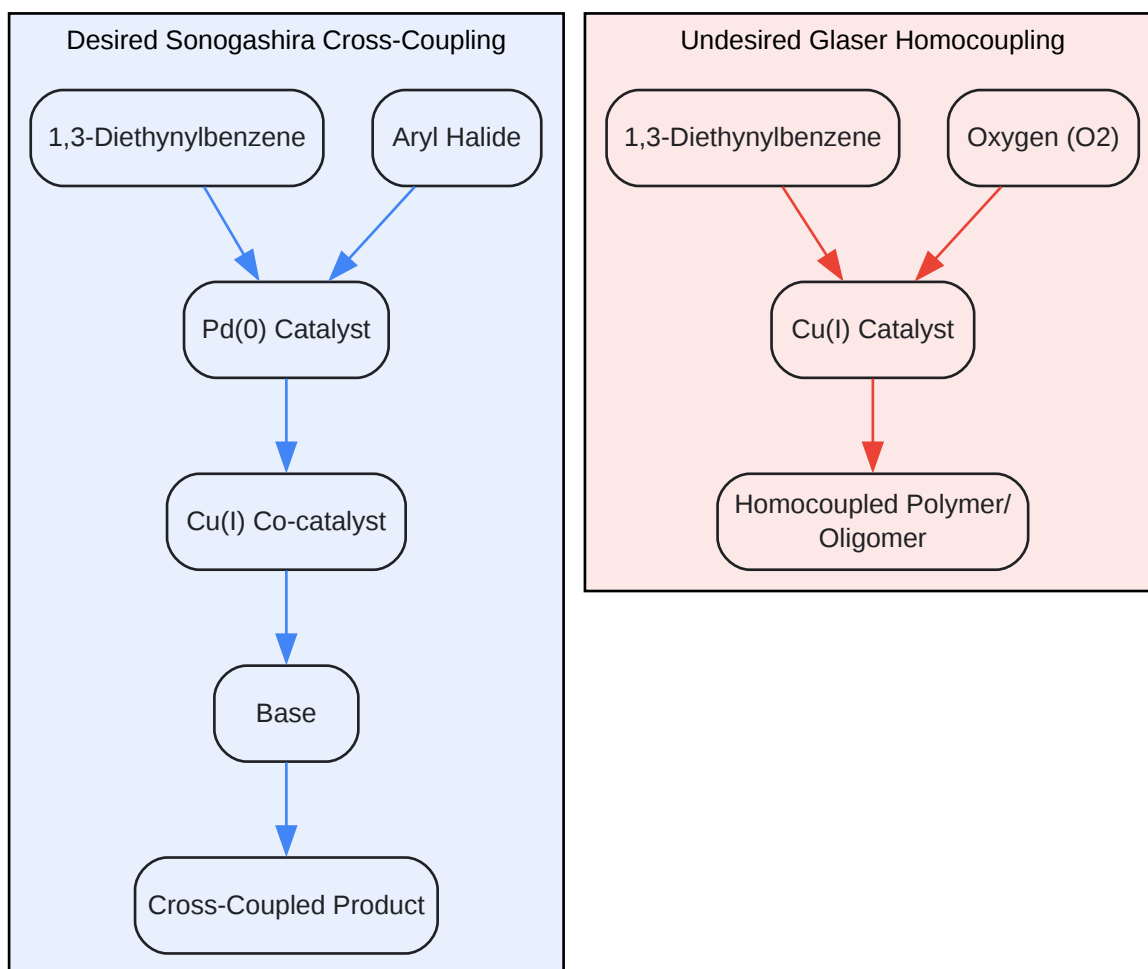 Desired Sonogashira Cross-Coupling
1,3-Diethynylbenzene
Aryl Halide
Pd(0) Catalyst
Cu(I) Co-catalyst
Base
Cross-Coupled Product
Undesired Glaser Homocoupling
1,3-Diethynylbenzene
Oxygen (O2)
Cu(I) Catalyst
Homocoupled Polymer/
Oligomer